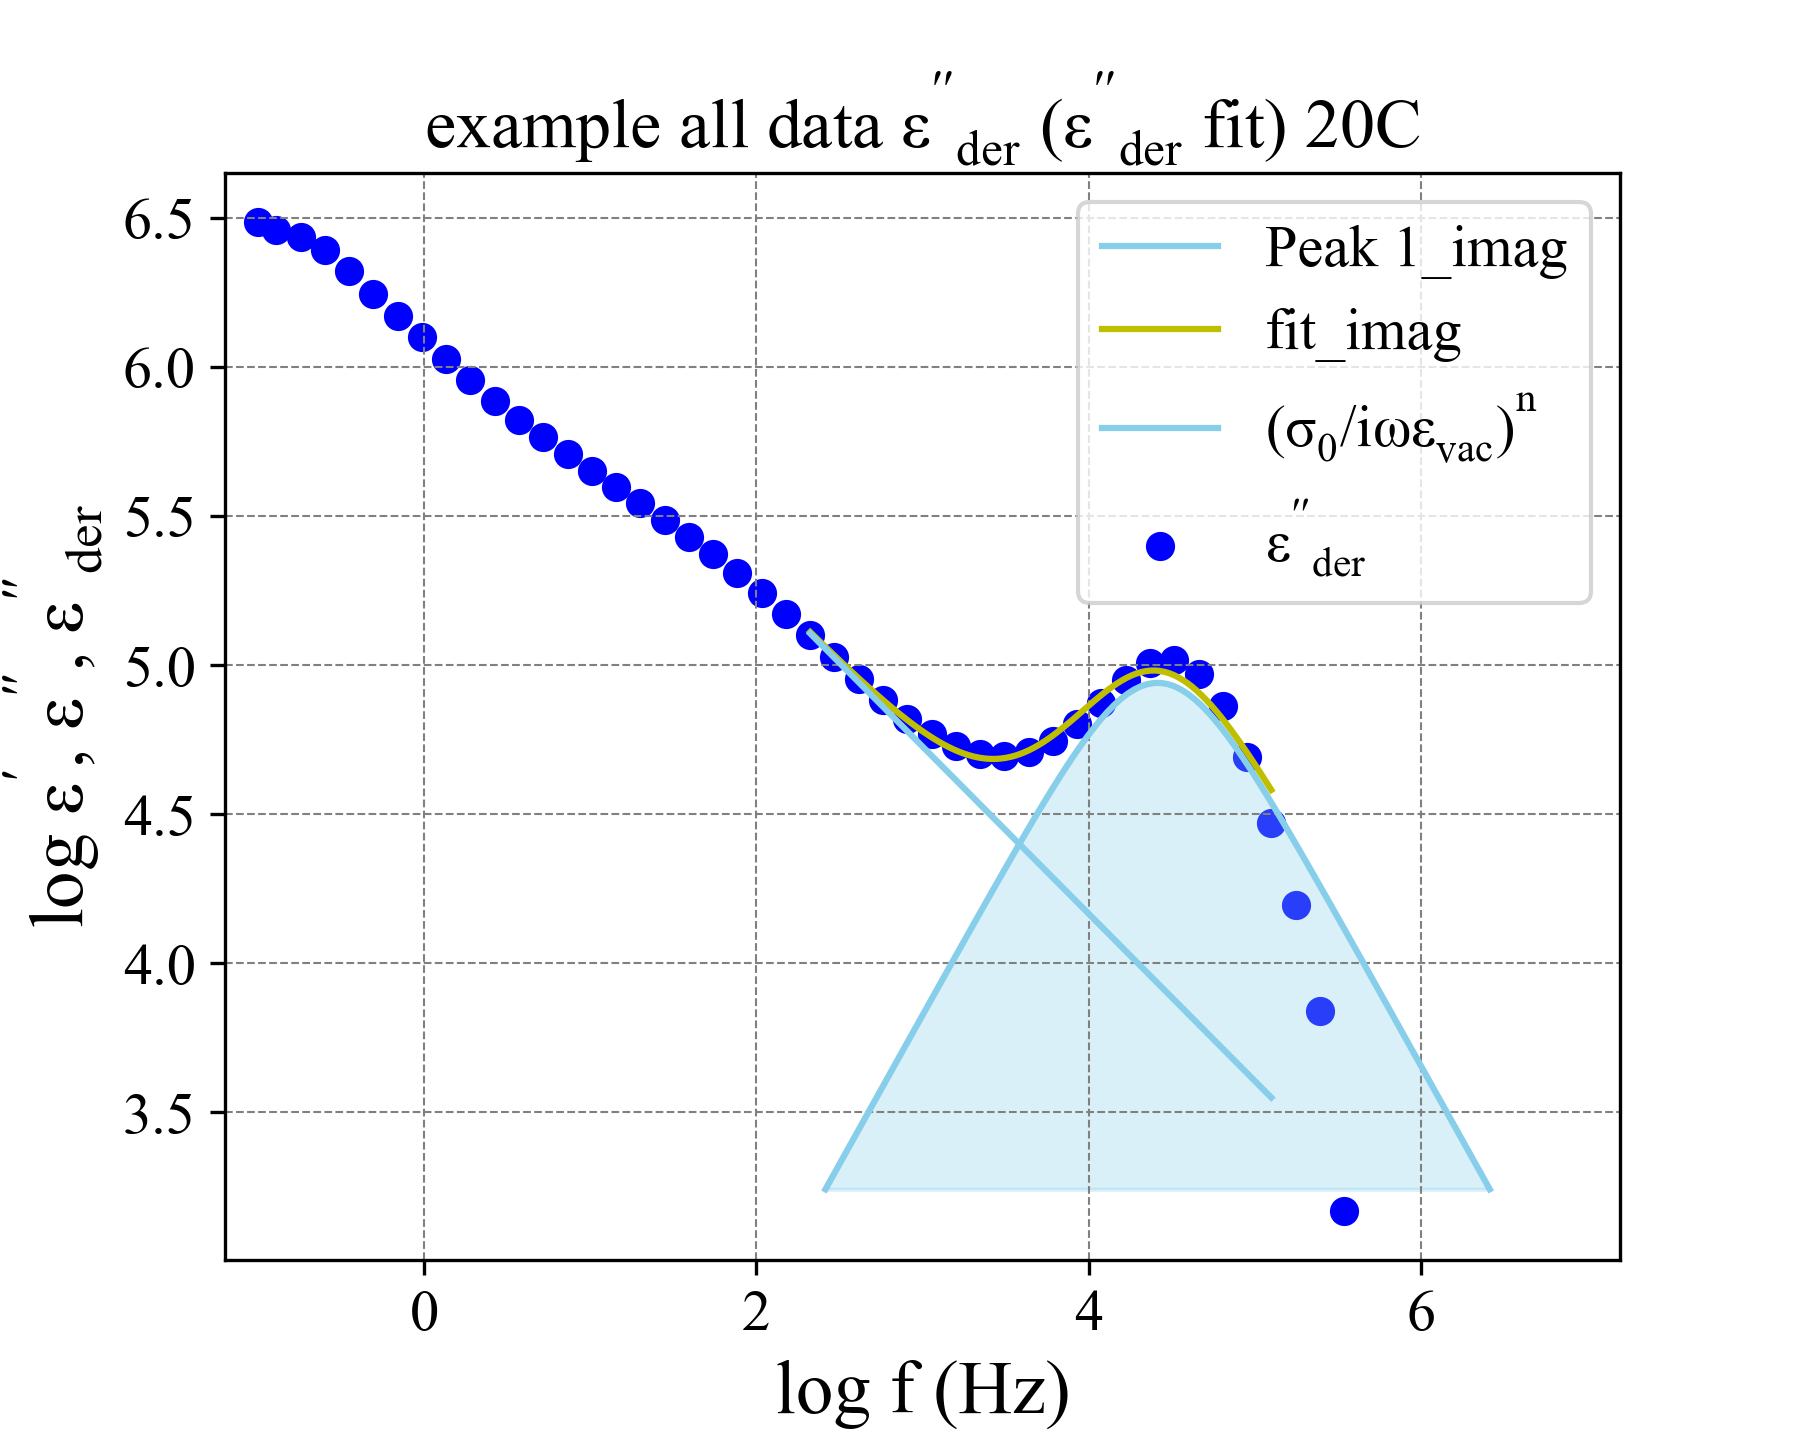 example all data ε″der (ε″der fit) 20C
log ε′, ε″, ε″der
6.5
6.0
5.5
5.0
4.5
4.0
3.5
Peak 1_imag
fit_imag
(σ0/iωεvac)n
ε″der
0 2 4 6
log f (Hz)